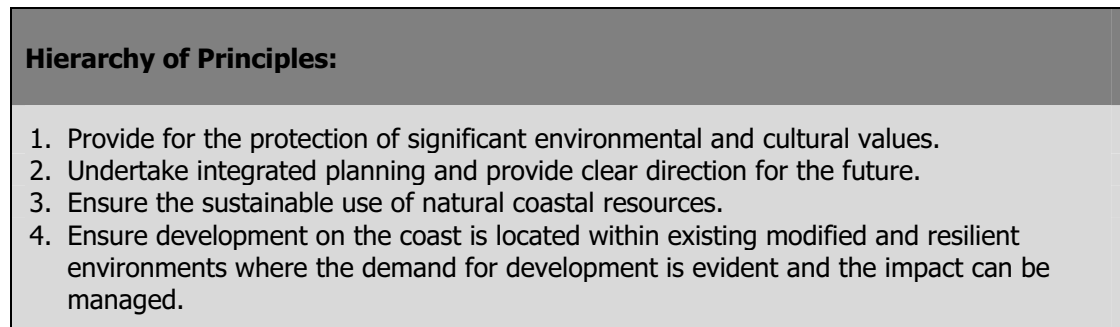 Hierarchy of Principles:
1. Provide for the protection of significant environmental and cultural values.
2. Undertake integrated planning and provide clear direction for the future.
3. Ensure the sustainable use of natural coastal resources.
4. Ensure development on the coast is located within existing modified and resilient
environments where the demand for development is evident and the impact can be
managed.